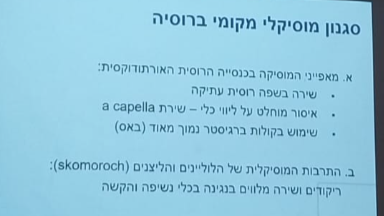 סגנון מוסיקלי מקומי ברוסיה
א. מאפייני המוסיקה בכנסייה הרוסית האורתודוקסית:
• שירה בשפה רוסית עתיקה
• איסור מוחלט על ליווי כלי – שירת a capella
• שימוש בקולות ברגיסטר נמוך מאוד (באס)
ב. התרבות המוסיקלית של הלוליינים והליצנים (skomoroch):
ריקודים ושירה מלווים בנגינה בכלי נשיפה והקשה